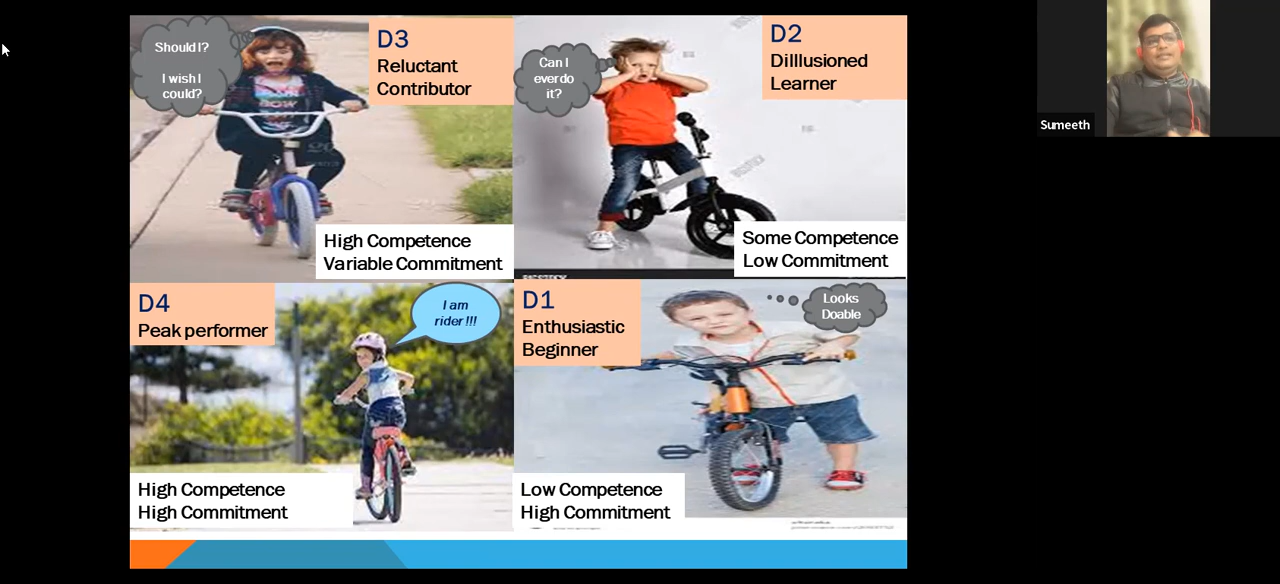 Should I?
I wish I
could?
D3
Reluctant
Contributor
High Competence
Variable Commitment
Can I
ever do
it?
D2
Dilllusioned
Learner
Some Competence
Low Commitment
D4
Peak performer
I am
rider !!!
High Competence
High Commitment
D1
Enthusiastic
Beginner
Looks
Doable
Low Competence
High Commitment
Sumeeth